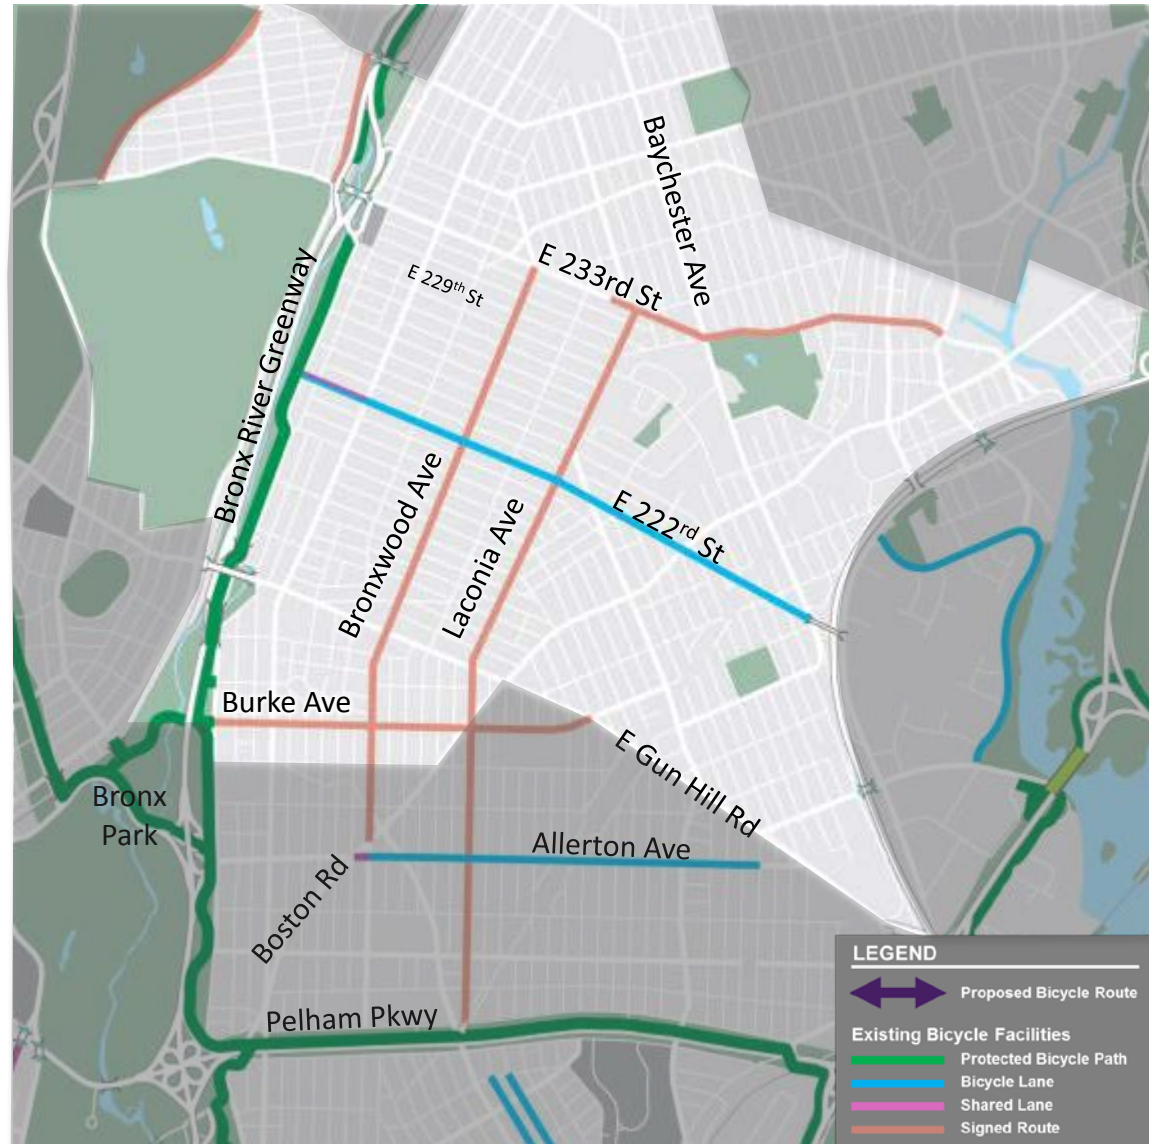 Baychester Ave
E 233rd St
E 229th St
Bronx River Greenway
Bronxwood Ave
Laconia Ave
E 222rd St
Burke Ave
E Gun Hill Rd
Bronx
Park
Allerton Ave
Boston Rd
Pelham Pkwy
LEGEND
Proposed Bicycle Route
Existing Bicycle Facilities
Protected Bicycle Path
Bicycle Lane
Shared Lane
Signed Route